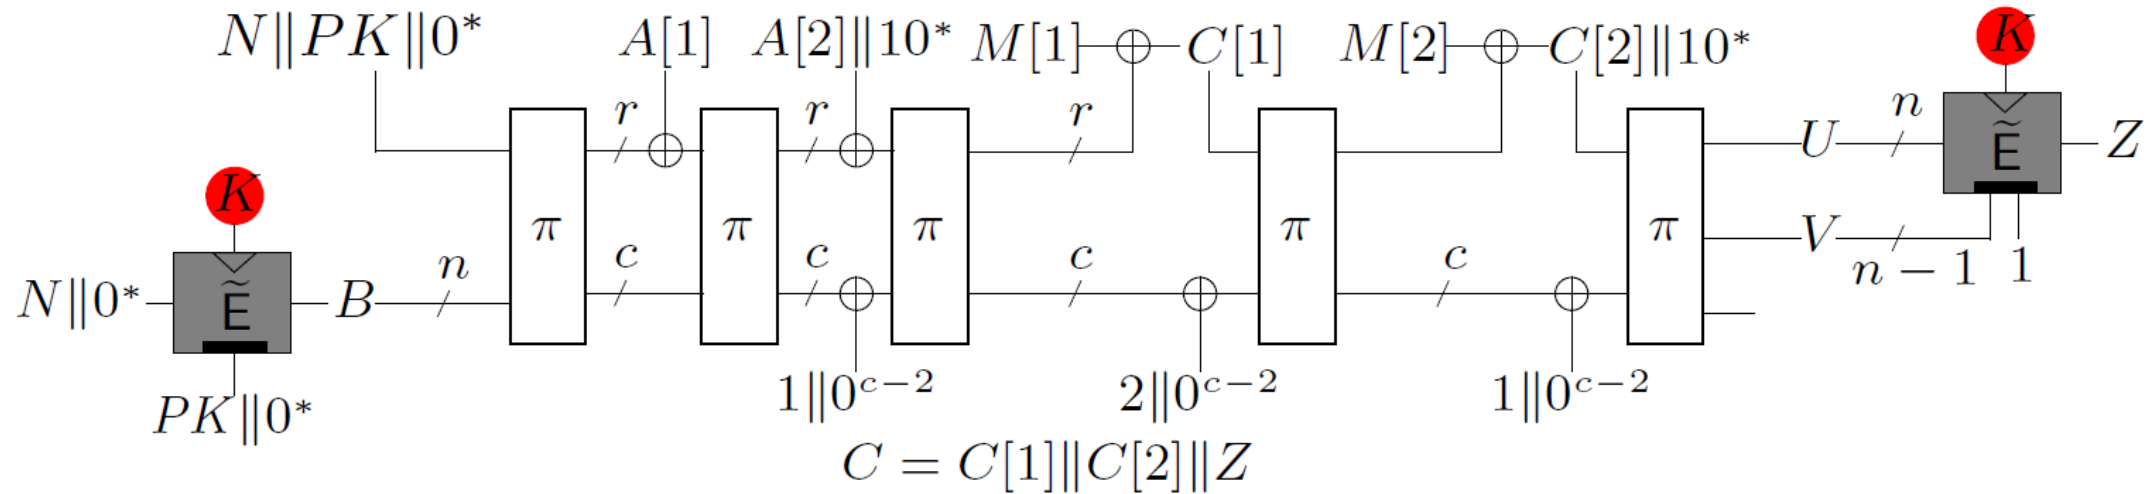 N∥PK∥0* A[1] A[2]∥10* M[1] C[1] M[2] C[2]∥10* K
r r r n
U Ẽ Z
K π π π π π
c c c c V n − 1 1
N∥0* Ẽ B n
1∥0^{c−2} 2∥0^{c−2} 1∥0^{c−2}
PK∥0*
C = C[1]∥C[2]∥Z